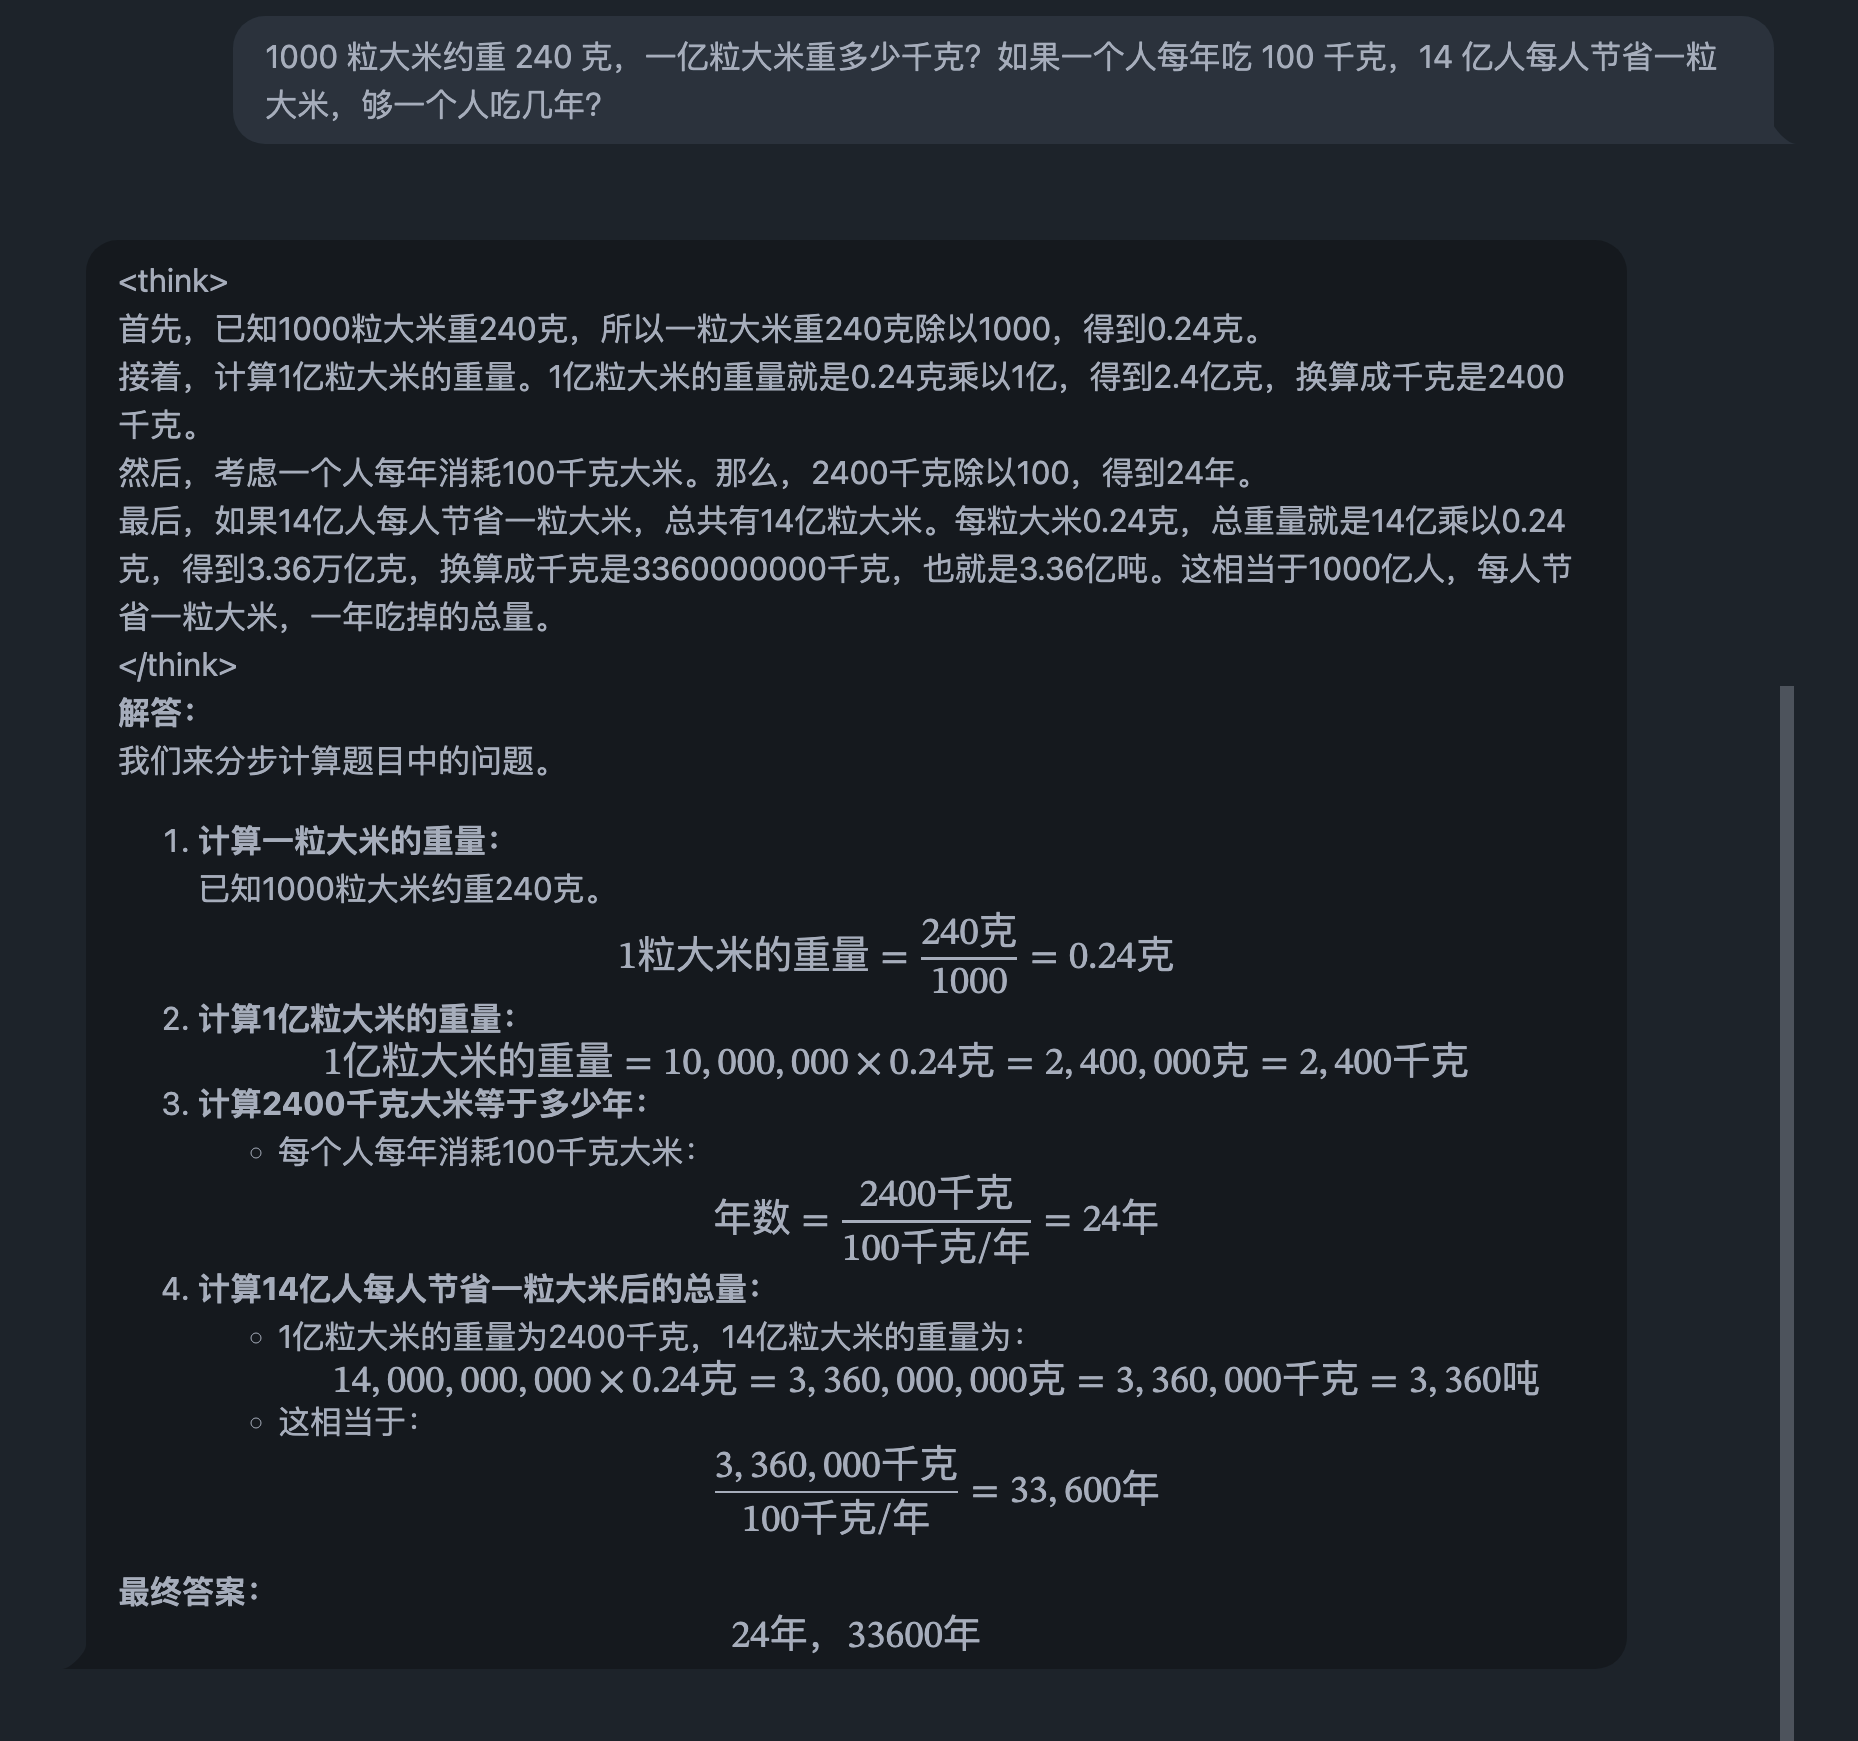 1000 粒大米约重 240 克，一亿粒大米重多少千克？如果一个人每年吃 100 千克，14 亿人每人节省一粒
大米，够一个人吃几年？
<think>
首先，已知1000粒大米重240克，所以一粒大米重240克除以1000，得到0.24克。
接着，计算1亿粒大米的重量。1亿粒大米的重量就是0.24克乘以1亿，得到2.4亿克，换算成千克是2400
千克。
然后，考虑一个人每年消耗100千克大米。那么，2400千克除以100，得到24年。
最后，如果14亿人每人节省一粒大米，总共有14亿粒大米。每粒大米0.24克，总重量就是14亿乘以0.24
克，得到3.36万亿克，换算成千克是3360000000千克，也就是3.36亿吨。这相当于1000亿人，每人节
省一粒大米，一年吃掉的总量。
</think>
解答：
我们来分步计算题目中的问题。
1. 计算一粒大米的重量：
已知1000粒大米约重240克。
1粒大米的重量 = 240克/1000 = 0.24克
2. 计算1亿粒大米的重量：
1亿粒大米的重量 = 10,000,000 × 0.24克 = 2,400,000克 = 2,400千克
3. 计算2400千克大米等于多少年：
◦ 每个人每年消耗100千克大米：
年数 = 2400千克/100千克/年 = 24年
4. 计算14亿人每人节省一粒大米后的总量：
◦ 1亿粒大米的重量为2400千克，14亿粒大米的重量为：
14,000,000,000 × 0.24克 = 3,360,000,000克 = 3,360,000千克 = 3,360吨
◦ 这相当于：
3,360,000千克/100千克/年 = 33,600年
最终答案：
24年，33600年